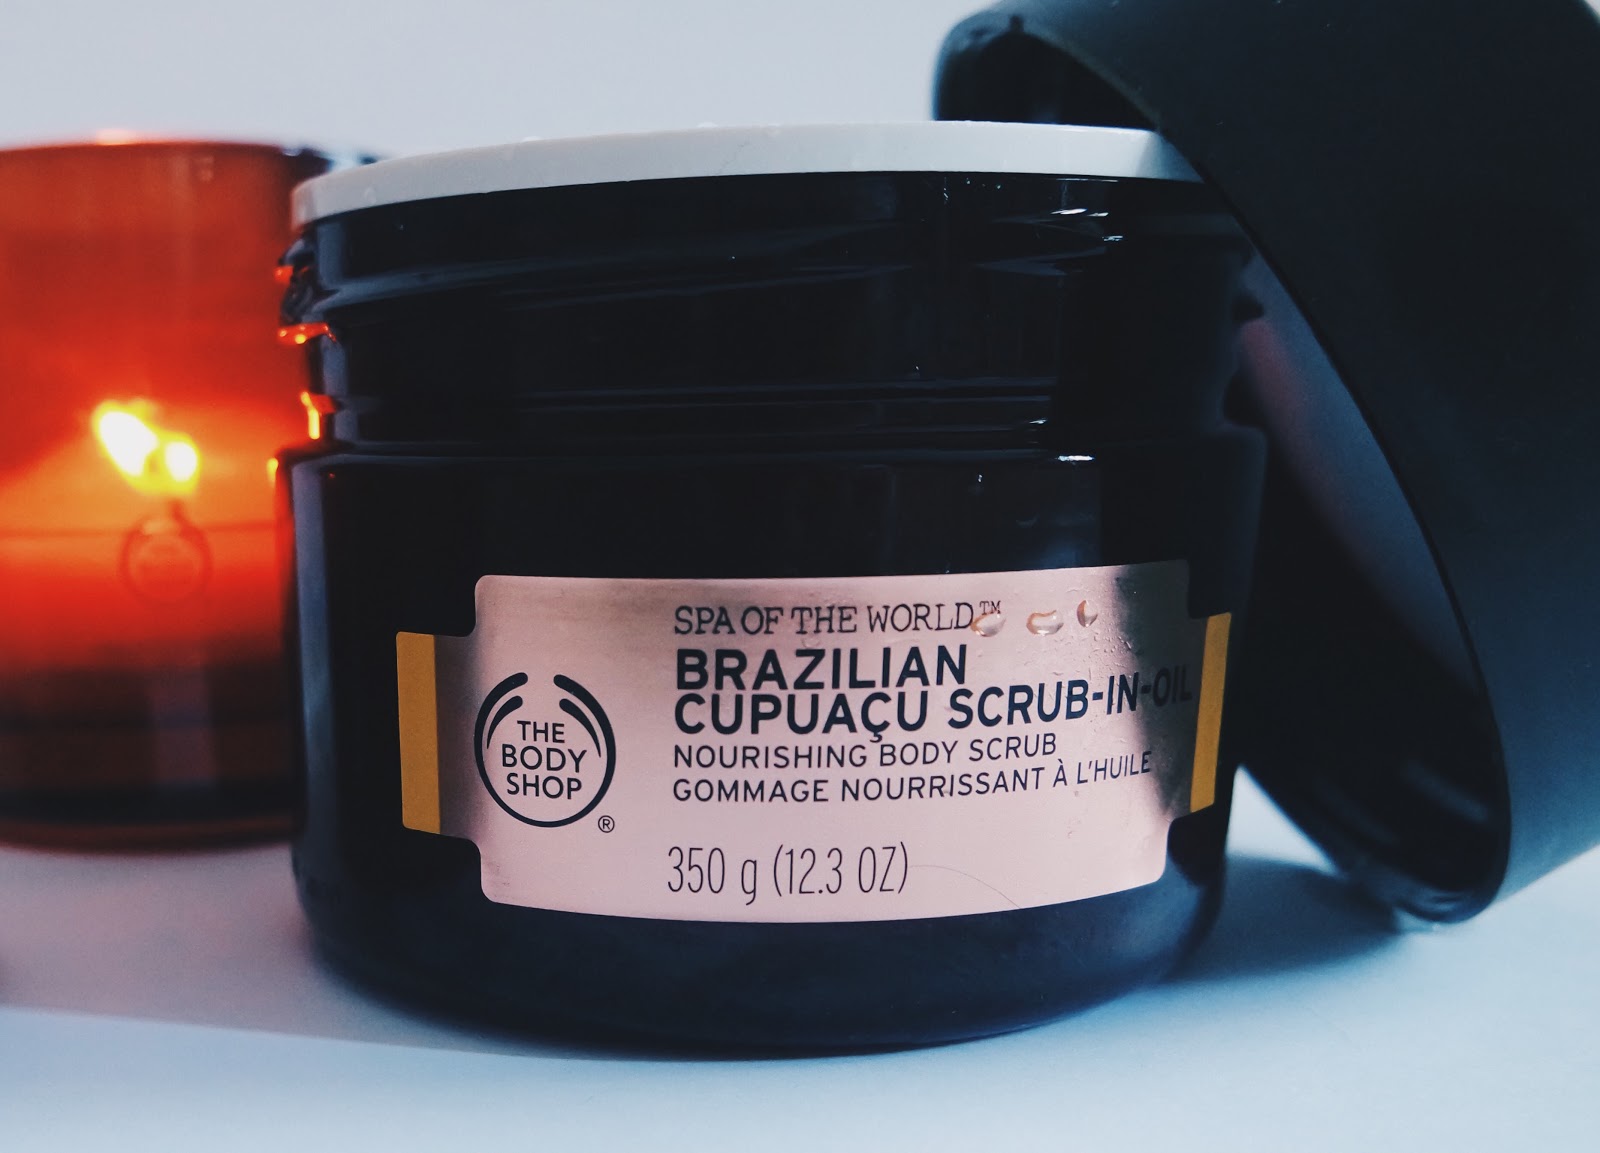 THE
BODY
SHOP
®
SPA OF THE WORLD™
BRAZILIAN
CUPUAÇU SCRUB-IN-OIL
NOURISHING BODY SCRUB
GOMMAGE NOURRISSANT À L'HUILE
350 g (12.3 OZ)